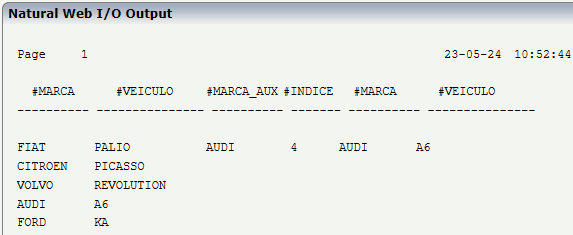 Natural Web I/O Output
Page 1 23-05-24 10:52:44
#MARCA #VEICULO #MARCA_AUX #INDICE #MARCA #VEICULO
---------- --------------- ---------- ------- ---------- ---------------
FIAT PALIO AUDI 4 AUDI A6
CITROEN PICASSO
VOLVO REVOLUTION
AUDI A6
FORD KA